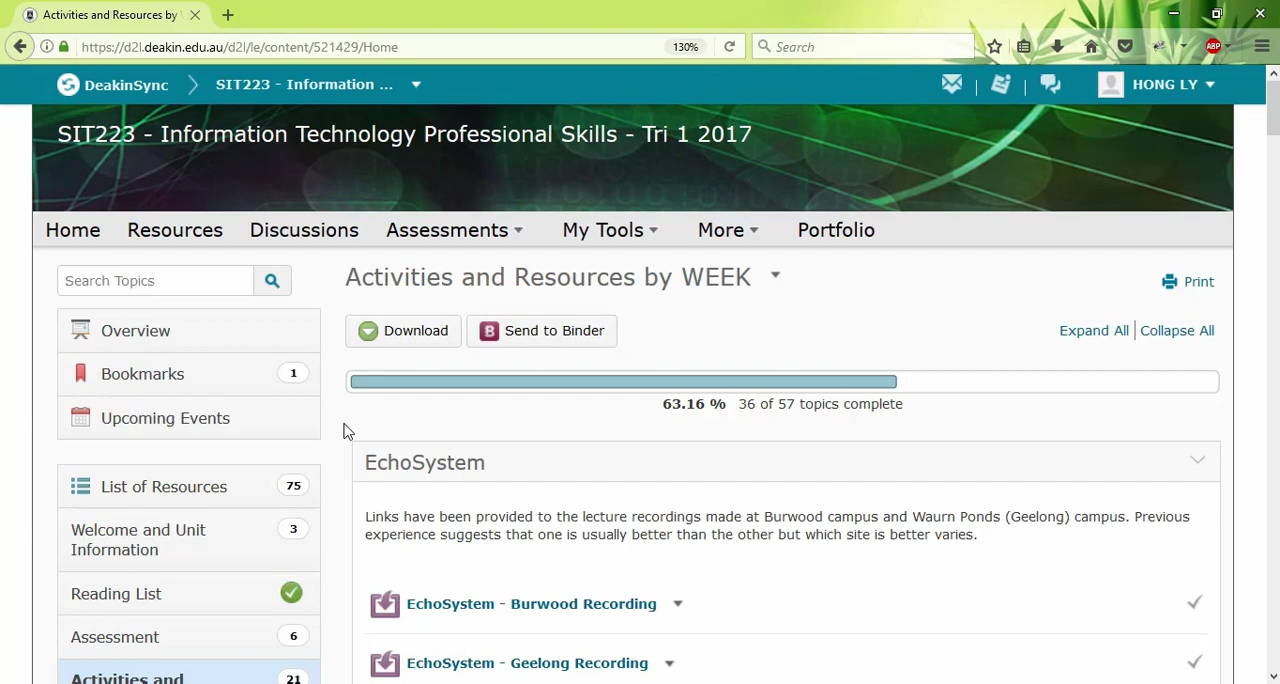 Activities and Resources by
https://d2l.deakin.edu.au/d2l/le/content/521429/Home
130%
Search
ABP
DeakinSync
SIT223 - Information ...
HONG LY
SIT223 - Information Technology Professional Skills - Tri 1 2017
Home Resources Discussions Assessments My Tools More Portfolio
Search Topics
Activities and Resources by WEEK
Print
Overview
Download
B Send to Binder
Expand All
Collapse All
Bookmarks 1
63.16 % 36 of 57 topics complete
Upcoming Events
EchoSystem
List of Resources 75
Links have been provided to the lecture recordings made at Burwood campus and Waurn Ponds (Geelong) campus. Previous
experience suggests that one is usually better than the other but which site is better varies.
Welcome and Unit 3
Information
Reading List
EchoSystem - Burwood Recording
Assessment 6
EchoSystem - Geelong Recording
Activities and 21